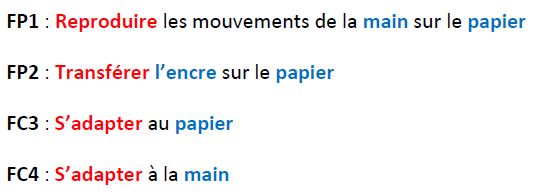 FP1 : Reproduire les mouvements de la main sur le papier
FP2 : Transférer l’encre sur le papier
FC3 : S’adapter au papier
FC4 : S’adapter à la main